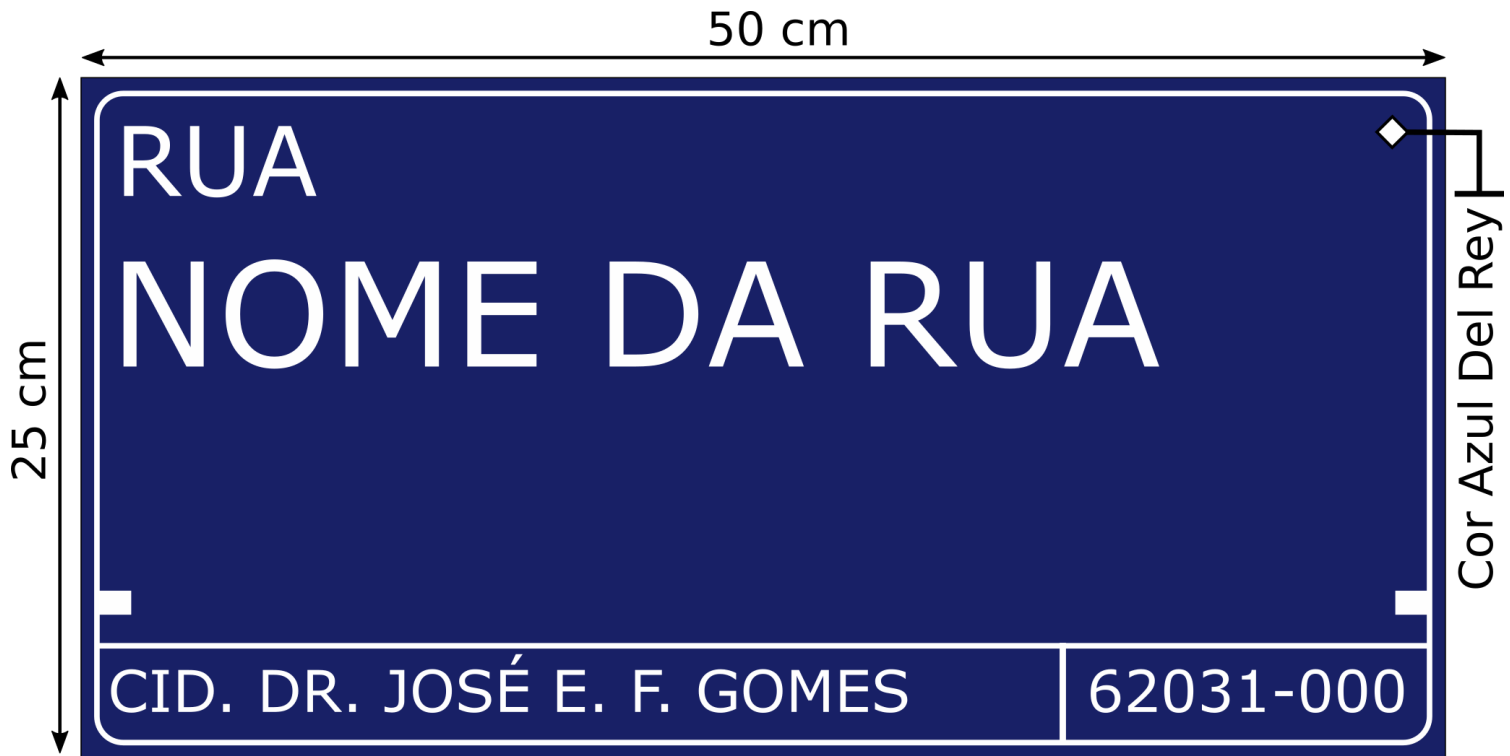 50 cm
25 cm
RUA
NOME DA RUA
CID. DR. JOSÉ E. F. GOMES
62031-000
Cor Azul Del Rey